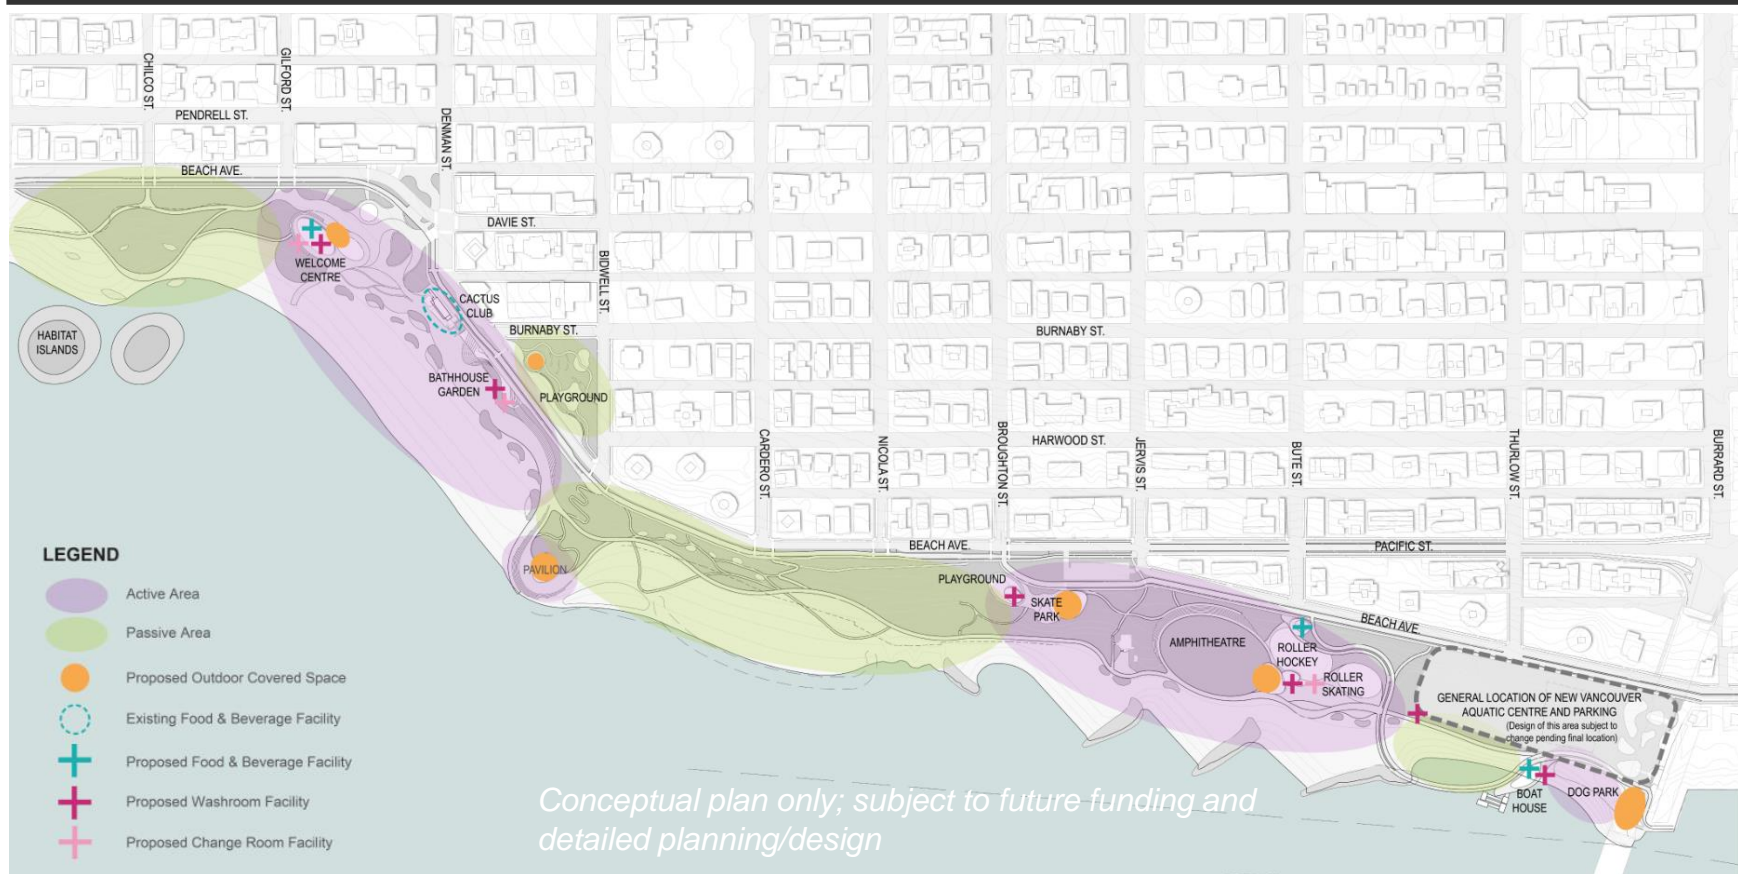 CHILCO ST.
GILFORD ST.
PENDRELL ST.
DENMAN ST.
BEACH AVE.
DAVIE ST.
WELCOME
CENTRE
BIDWELL ST.
CACTUS
CLUB
HABITAT
ISLANDS
BURNABY ST.
BURNABY ST.
BATHHOUSE
GARDEN
PLAYGROUND
CARDERO ST.
NICOLA ST.
BROUGHTON ST.
HARWOOD ST.
JERVIS ST.
BUTE ST.
THURLOW ST.
BURRARD ST.
BEACH AVE.
PACIFIC ST.
PAVILION
PLAYGROUND
SKATE
PARK
BEACH AVE.
AMPHITHEATRE
ROLLER
HOCKEY
ROLLER
SKATING
GENERAL LOCATION OF NEW VANCOUVER
AQUATIC CENTRE AND PARKING
(Design of this area subject to
change pending final location)
BOAT
HOUSE
DOG PARK
LEGEND
Active Area
Passive Area
Proposed Outdoor Covered Space
Existing Food & Beverage Facility
Proposed Food & Beverage Facility
Proposed Washroom Facility
Proposed Change Room Facility
Conceptual plan only; subject to future funding and
detailed planning/design